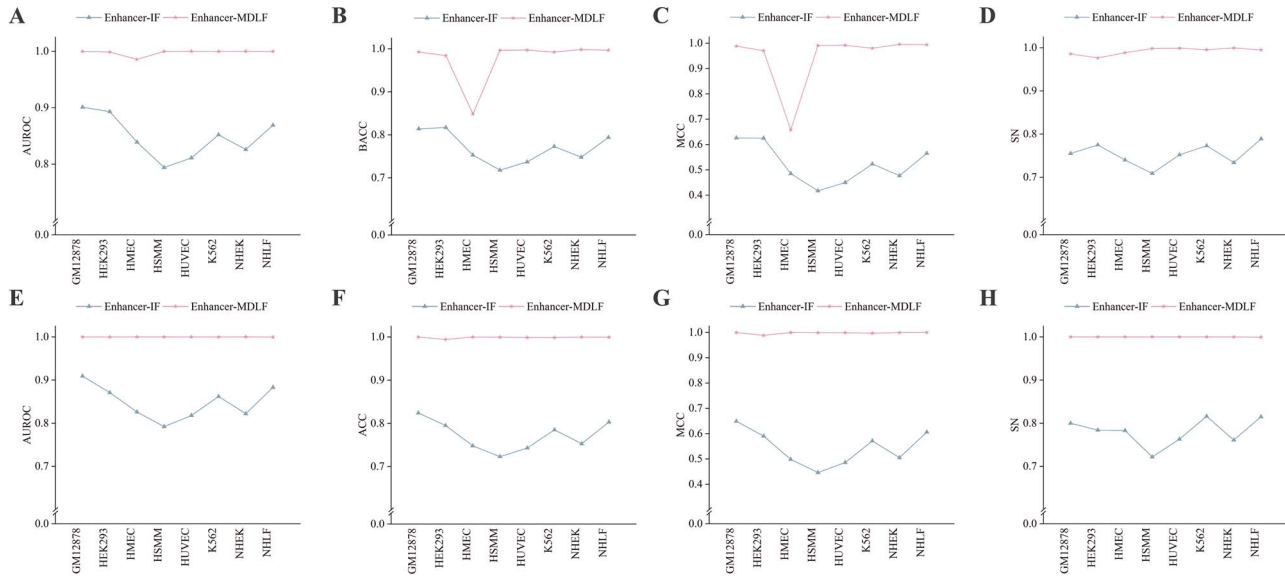 A
Enhancer-IF Enhancer-MDLF
AUROC
1.0
0.9
0.8
0.0
GM12878
HEK293
HMEC
HSMM
HUVEC
K562
NHEK
NHLF
B
Enhancer-IF Enhancer-MDLF
BACC
1.0
0.9
0.8
0.7
0.0
GM12878
HEK293
HMEC
HSMM
HUVEC
K562
NHEK
NHLF
C
Enhancer-IF Enhancer-MDLF
MCC
1.0
0.9
0.8
0.7
0.6
0.5
0.4
0.0
GM12878
HEK293
HMEC
HSMM
HUVEC
K562
NHEK
NHLF
D
Enhancer-IF Enhancer-MDLF
SN
1.0
0.9
0.8
0.7
0.0
GM12878
HEK293
HMEC
HSMM
HUVEC
K562
NHEK
NHLF
E
Enhancer-IF Enhancer-MDLF
AUROC
1.0
0.9
0.8
0.7
0.0
GM12878
HEK293
HMEC
HSMM
HUVEC
K562
NHEK
NHLF
F
Enhancer-IF Enhancer-MDLF
ACC
1.0
0.9
0.8
0.7
0.0
GM12878
HEK293
HMEC
HSMM
HUVEC
K562
NHEK
NHLF
G
Enhancer-IF Enhancer-MDLF
MCC
1.0
0.9
0.8
0.7
0.6
0.5
0.4
0.0
GM12878
HEK293
HMEC
HSMM
HUVEC
K562
NHEK
NHLF
H
Enhancer-IF Enhancer-MDLF
SN
1.0
0.9
0.8
0.7
0.0
GM12878
HEK293
HMEC
HSMM
HUVEC
K562
NHEK
NHLF